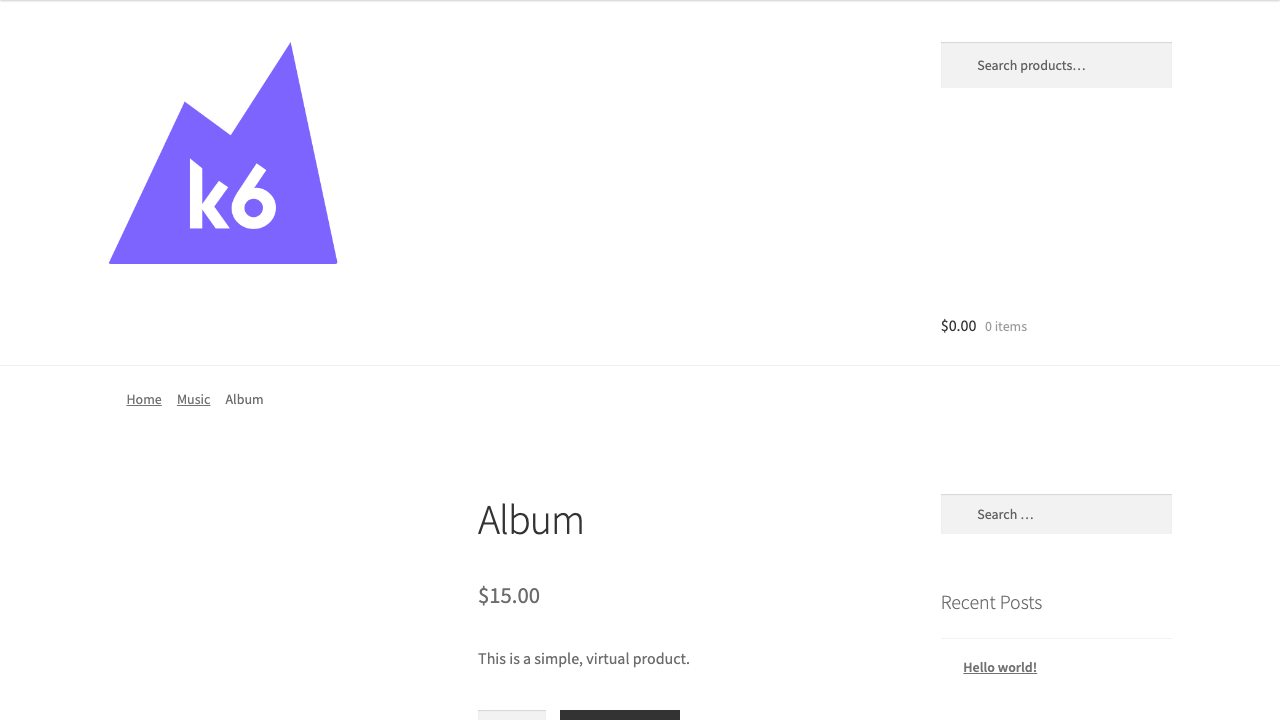 k6
Search products…
$0.00 0 items
Home Music Album
Album
$15.00
This is a simple, virtual product.
Search …
Recent Posts
Hello world!